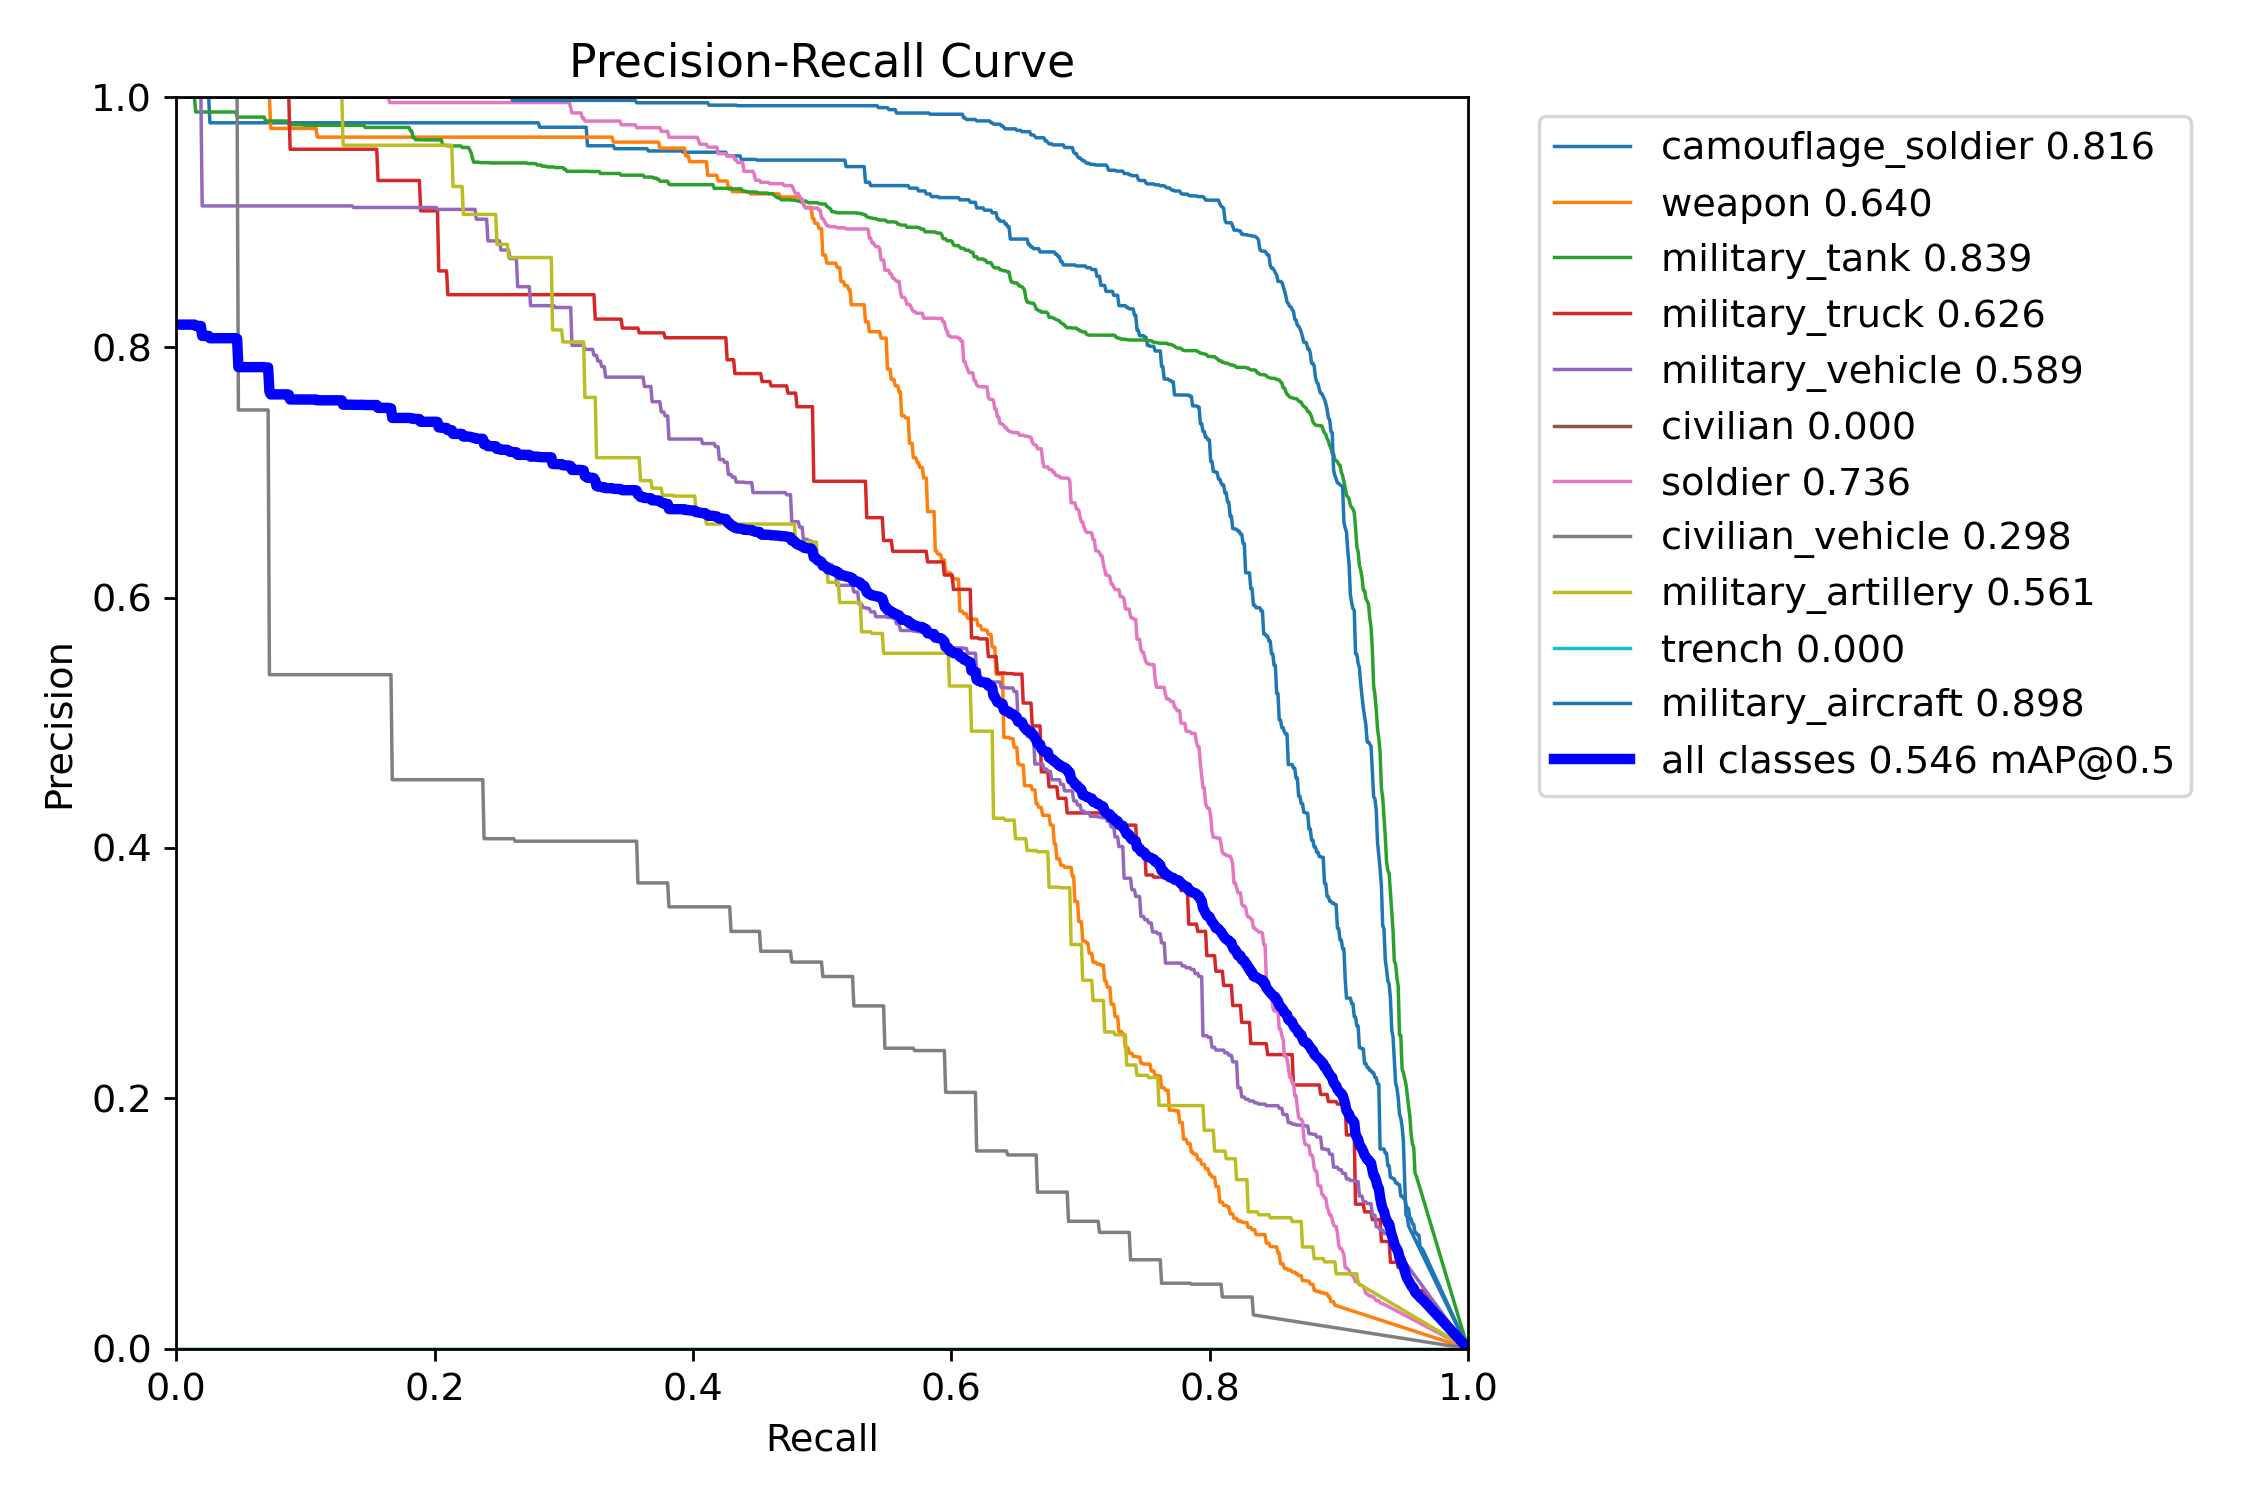 Precision-Recall Curve
1.0
0.8
0.6
0.4
0.2
0.0
Precision
0.0 0.2 0.4 0.6 0.8 1.0
Recall
camouflage_soldier 0.816
weapon 0.640
military_tank 0.839
military_truck 0.626
military_vehicle 0.589
civilian 0.000
soldier 0.736
civilian_vehicle 0.298
military_artillery 0.561
trench 0.000
military_aircraft 0.898
all classes 0.546 mAP@0.5